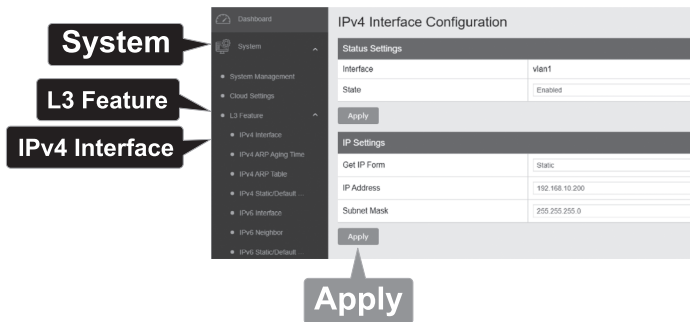 System
L3 Feature
IPv4 Interface
Dashboard
System
System Management
Cloud Settings
L3 Feature
IPv4 Interface
IPv4 ARP Aging Time
IPv4 ARP Table
IPv4 Static/Default ...
IPv6 Interface
IPv6 Neighbor
IPv6 Static/Default ...
IPv4 Interface Configuration
Status Settings
Interface vlan1
State Enabled
Apply
IP Settings
Get IP Form Static
IP Address 192.168.10.200
Subnet Mask 255.255.255.0
Apply
Apply